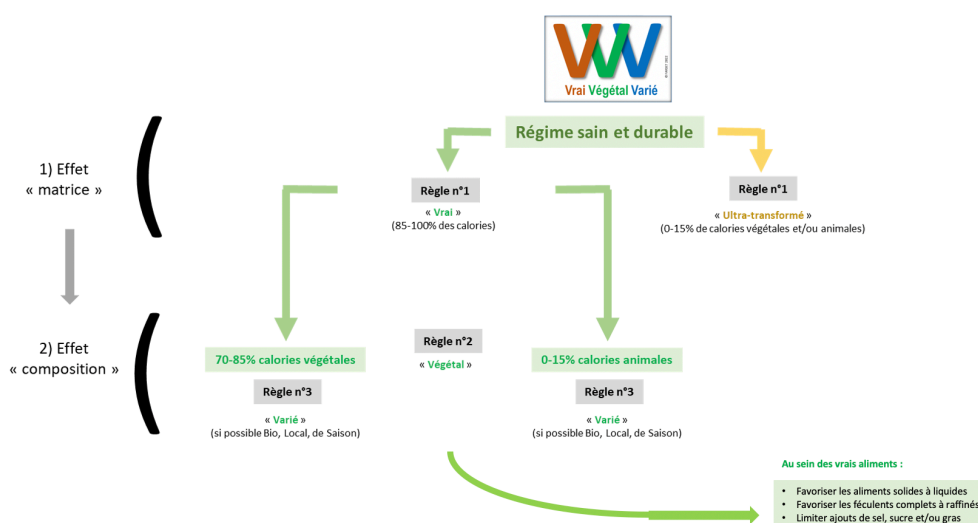 VVV
Vrai Végétal Varié
Régime sain et durable
1) Effet
« matrice »
Règle n°1
« Vrai »
(85-100% des calories)
Règle n°1
« Ultra-transformé »
(0-15% de calories végétales et/ou animales)
2) Effet
« composition »
70-85% calories végétales
Règle n°3
« Varié »
(si possible Bio, Local, de Saison)
Règle n°2
« Végétal »
0-15% calories animales
Règle n°3
« Varié »
(si possible Bio, Local, de Saison)
Au sein des vrais aliments :
• Favoriser les aliments solides à liquides
• Favoriser les féculents complets à raffinés
• Limiter ajouts de sel, sucre et/ou gras